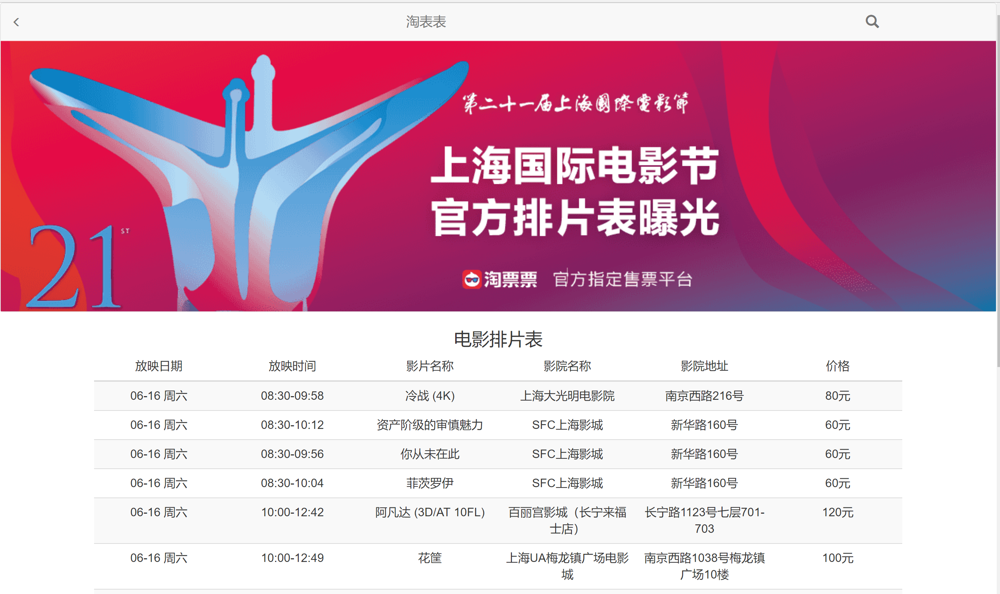 淘表表
第二十一届上海國際電影節
上海国际电影节
官方排片表曝光
21ST
淘票票 官方指定售票平台
电影排片表
放映日期 放映时间 影片名称 影院名称 影院地址 价格
06-16 周六 08:30-09:58 冷战 (4K) 上海大光明电影院 南京西路216号 80元
06-16 周六 08:30-10:12 资产阶级的审慎魅力 SFC上海影城 新华路160号 60元
06-16 周六 08:30-09:56 你从未在此 SFC上海影城 新华路160号 60元
06-16 周六 08:30-10:04 菲茨罗伊 SFC上海影城 新华路160号 60元
06-16 周六 10:00-12:42 阿凡达 (3D/AT 10FL) 百丽宫影城（长宁来福 长宁路1123号七层701- 120元
士店） 703
06-16 周六 10:00-12:49 花筐 上海UA梅龙镇广场电影 南京西路1038号梅龙镇 100元
城 广场10楼